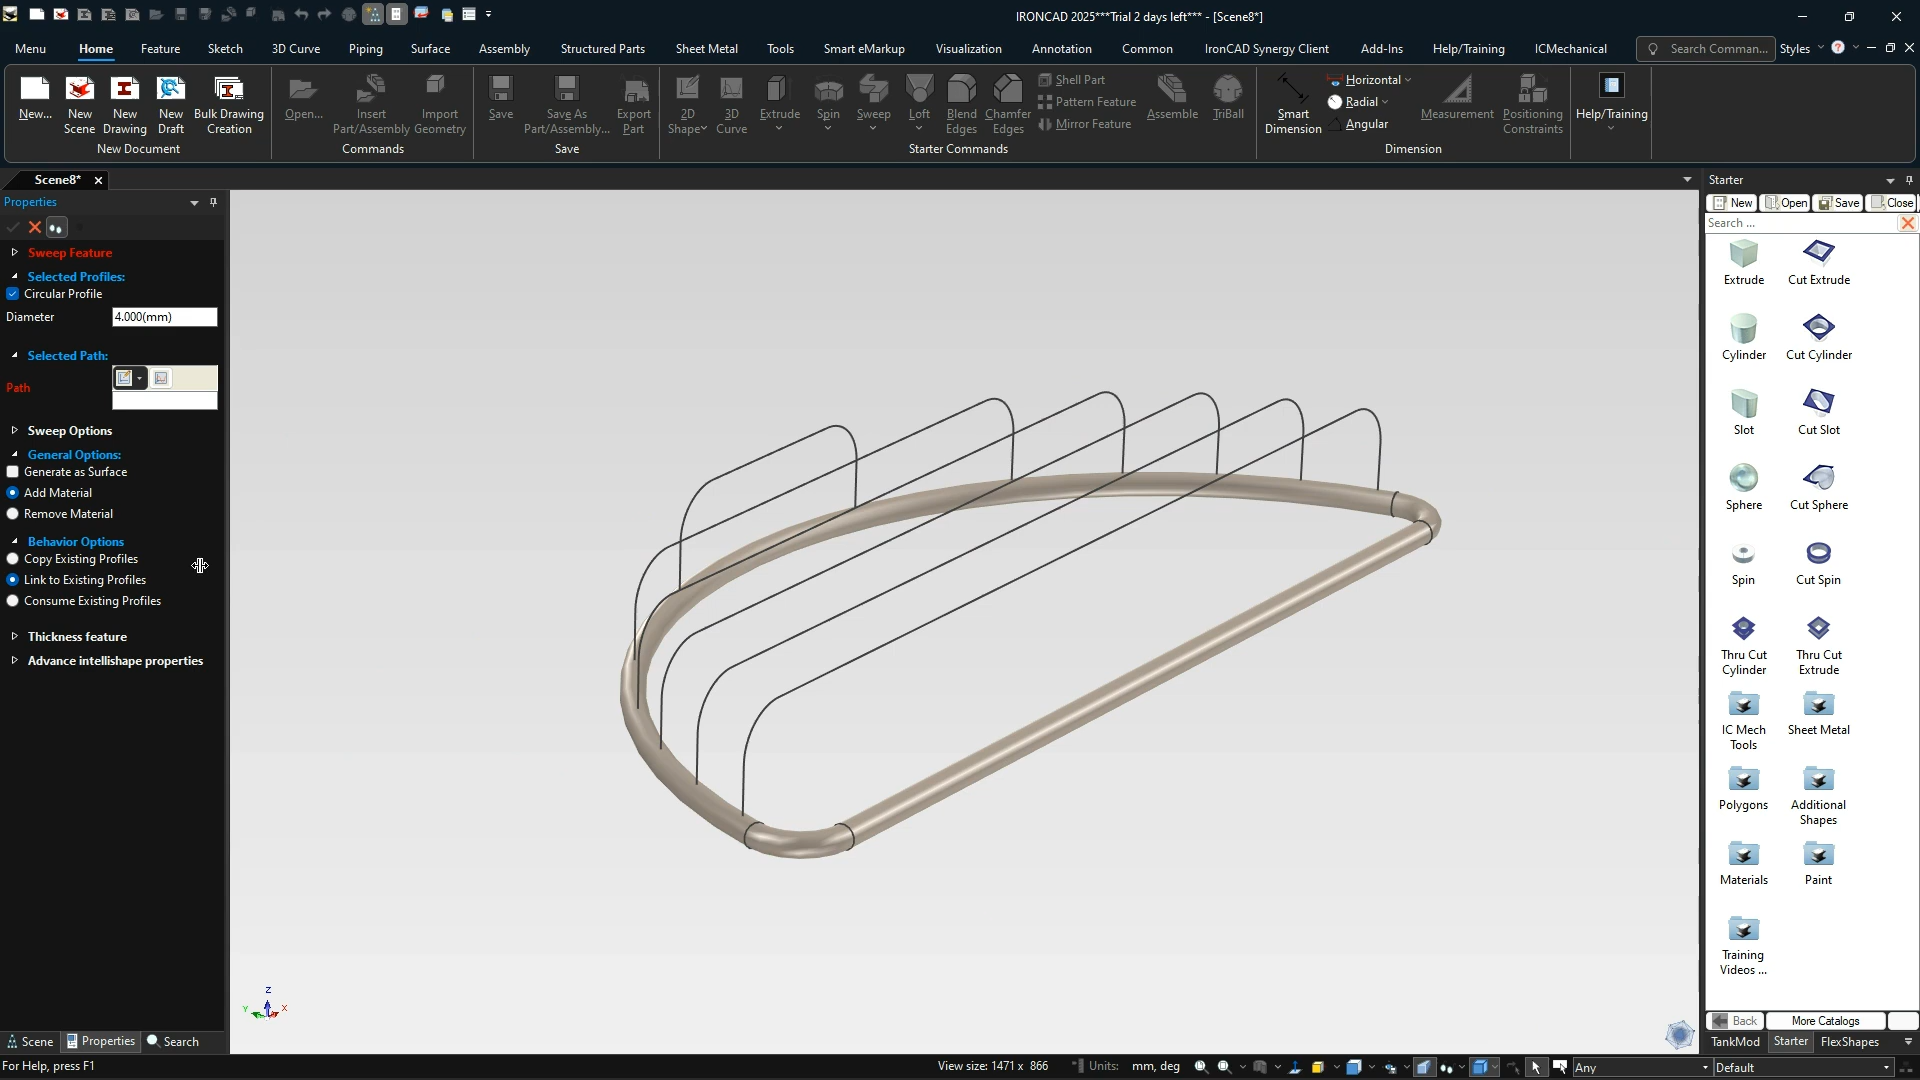 IRONCAD 2025***Trial 2 days left*** - [Scene8*]
Menu Home Feature Sketch 3D Curve Piping Surface Assembly Structured Parts Sheet Metal Tools Smart eMarkup Visualization Annotation Common IronCAD Synergy Client Add-Ins Help/Training ICMechanical Search Comman... Styles
New... New Scene New Drawing New Draft Bulk Drawing Creation
New Document
Open... Insert Part/Assembly Import Geometry
Commands
Save Save As Part/Assembly... Export Part
Save
2D Shape 3D Curve Extrude Spin Sweep Loft Blend Edges Chamfer Edges
Shell Part
Pattern Feature
Mirror Feature
Assemble TriBall
Starter Commands
Smart Dimension
Horizontal
Radial
Angular
Measurement Positioning Constraints
Dimension
Help/Training
Scene8*
Properties
Sweep Feature
Selected Profiles:
Circular Profile
Diameter 4.000(mm)
Selected Path:
Path
Sweep Options
General Options:
Generate as Surface
Add Material
Remove Material
Behavior Options
Copy Existing Profiles
Link to Existing Profiles
Consume Existing Profiles
Thickness feature
Advance intellishape properties
Z
Y X
Scene Properties Search
Starter
New Open Save Close
Search ...
Extrude Cut Extrude
Cylinder Cut Cylinder
Slot Cut Slot
Sphere Cut Sphere
Spin Cut Spin
Thru Cut Cylinder Thru Cut Extrude
IC Mech Tools Sheet Metal
Polygons Additional Shapes
Materials Paint
Training Videos ...
Back More Catalogs
TankMod Starter FlexShapes
For Help, press F1 View size: 1471 x 866 Units: mm, deg Any Default